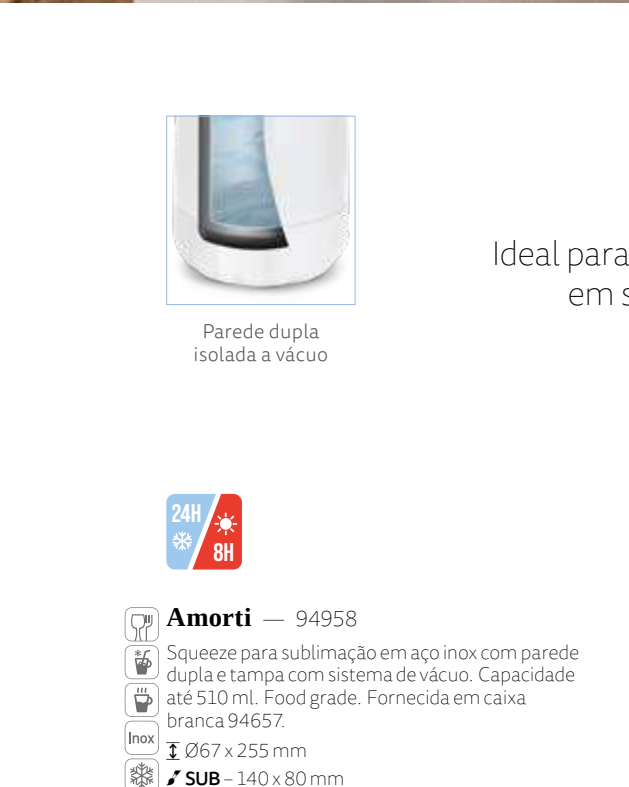 Ideal para
em s
Parede dupla
isolada a vácuo
24H
8H
Amorti — 94958
Squeeze para sublimação em aço inox com parede
dupla e tampa com sistema de vácuo. Capacidade
até 510 ml. Food grade. Fornecida em caixa
branca 94657.
Inox
Ø67 x 255 mm
SUB – 140 x 80 mm